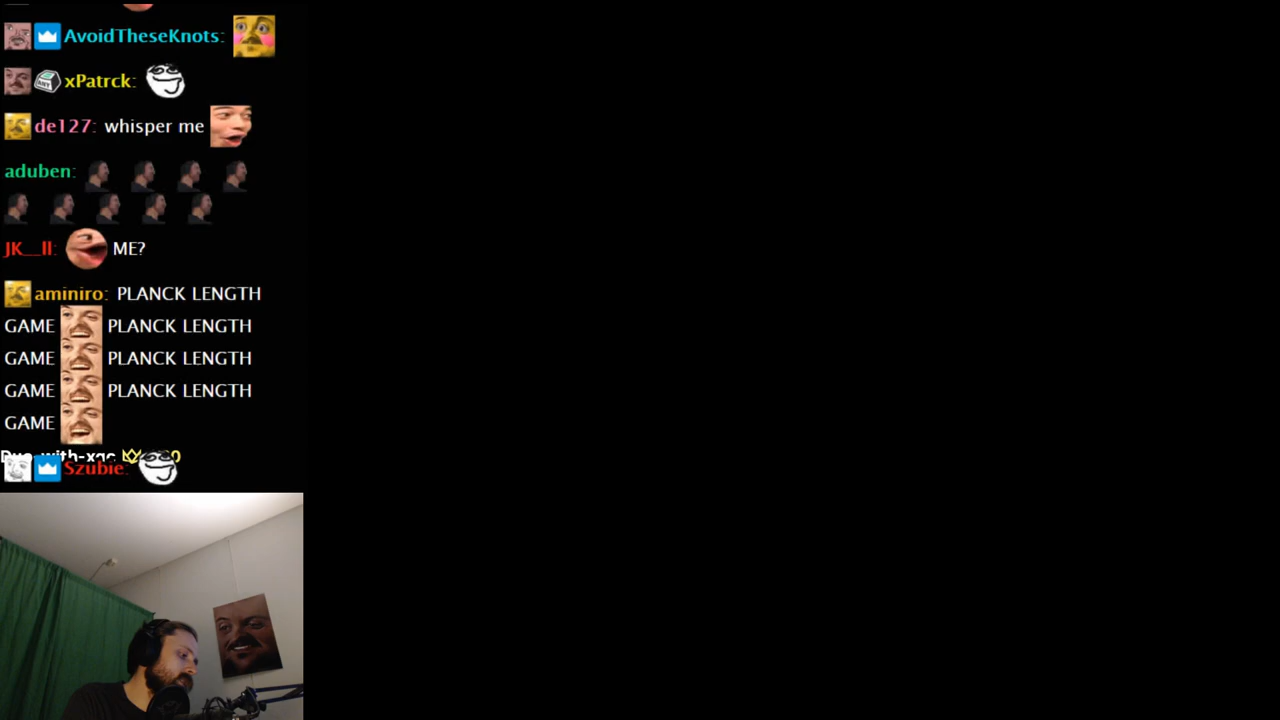 AvoidTheseKnots:
xPatrck:
de127: whisper me
aduben:
JK__ll: ME?
aminiro: PLANCK LENGTH
GAME PLANCK LENGTH
GAME PLANCK LENGTH
GAME PLANCK LENGTH
GAME
Szubie: